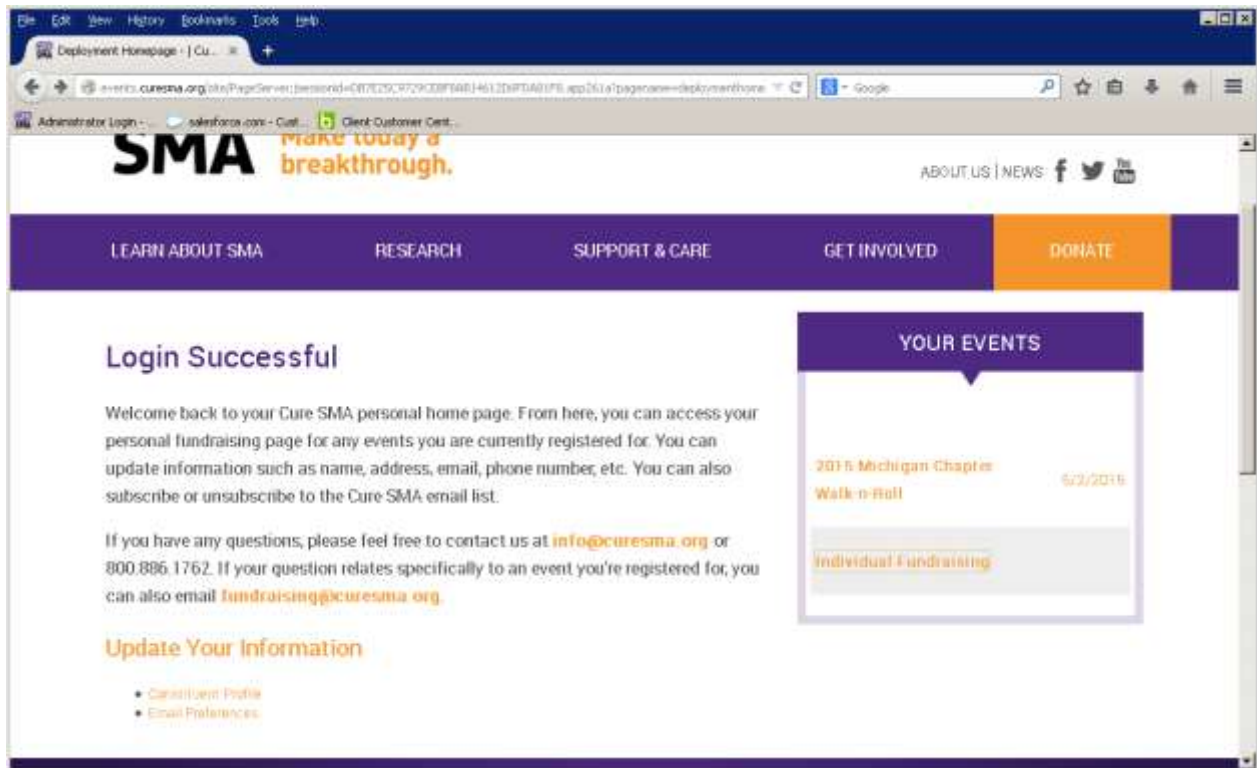 File Edit View History Bookmarks Tools Help
Deployment Homepage - | Cu...
Google
Administrator Login - ... salesforce.com - Cust... Client Customer Cent...
SMA
Make today a
breakthrough.
ABOUT US | NEWS
You
Tube
LEARN ABOUT SMA RESEARCH SUPPORT & CARE GET INVOLVED DONATE
Login Successful
Welcome back to your Cure SMA personal home page. From here, you can access your
personal fundraising page for any events you are currently registered for. You can
update information such as name, address, email, phone number, etc. You can also
subscribe or unsubscribe to the Cure SMA email list.
If you have any questions, please feel free to contact us at info@curesma.org or
800.886.1762. If your question relates specifically to an event you're registered for, you
can also email fundraising@curesma.org.
Update Your Information
Constituent Profile
Email Preferences
YOUR EVENTS
2015 Michigan Chapter
Walk-n-Roll
Individual Fundraising